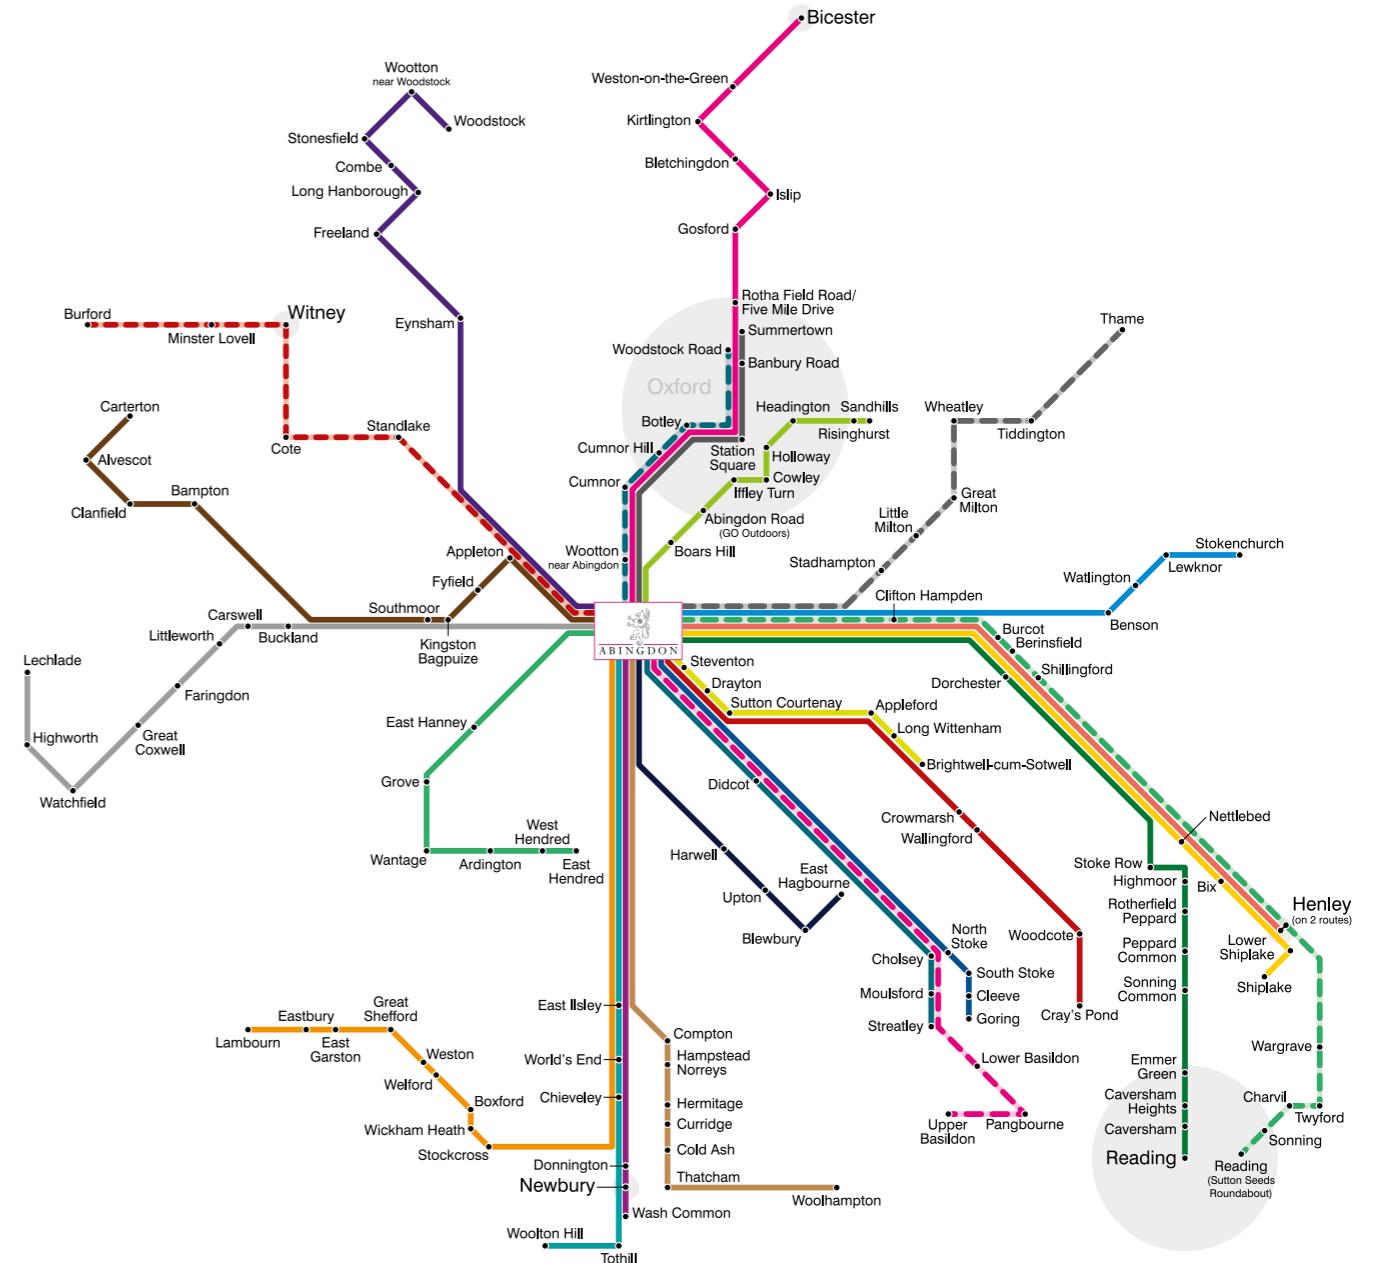 Bicester
Weston-on-the-Green
Kirtlington
Bletchingdon
Islip
Gosford
Rotha Field Road/
Five Mile Drive
Summertown
Woodstock Road
Banbury Road
Oxford
Botley
Cumnor Hill
Cumnor
Station
Square
Headington
Sandhills
Risinghurst
Holloway
Cowley
Iffley Turn
Abingdon Road
(GO Outdoors)
Boars Hill
Wootton
near Abingdon
Wootton
near Woodstock
Woodstock
Stonesfield
Combe
Long Hanborough
Freeland
Eynsham
Burford
Minster Lovell
Witney
Cote
Standlake
Carterton
Alvescot
Clanfield
Bampton
Appleton
Fyfield
Southmoor
Kingston
Bagpuize
Carswell
Buckland
Littleworth
Faringdon
Great
Coxwell
Lechlade
Highworth
Watchfield
ABINGDON
Thame
Wheatley
Tiddington
Great
Milton
Little
Milton
Stadhampton
Stokenchurch
Lewknor
Watlington
Benson
Clifton Hampden
Burcot
Berinsfield
Shillingford
Dorchester
Steventon
Drayton
Sutton Courtenay
Appleford
Long Wittenham
Brightwell-cum-Sotwell
Didcot
Crowmarsh
Wallingford
Nettlebed
East Hanney
Grove
Wantage
Ardington
West
Hendred
East
Hendred
Harwell
Upton
Blewbury
East
Hagbourne
Stoke Row
Highmoor
Rotherfield
Peppard
Peppard
Common
Sonning
Common
Emmer
Green
Caversham
Heights
Caversham
Reading
Bix
Henley
(on 2 routes)
Lower
Shiplake
Shiplake
Wargrave
Charvil
Twyford
Sonning
Reading
(Sutton Seeds
Roundabout)
Woodcote
Cray's Pond
North
Stoke
South Stoke
Cleeve
Goring
Cholsey
Moulsford
Streatley
Lower Basildon
Upper
Basildon
Pangbourne
East Ilsley
World's End
Chieveley
Donnington
Newbury
Wash Common
Woolton Hill
Tothill
Compton
Hampstead
Norreys
Hermitage
Curridge
Cold Ash
Thatcham
Woolhampton
Lambourn
Eastbury
East
Garston
Great
Shefford
Weston
Welford
Boxford
Wickham Heath
Stockcross